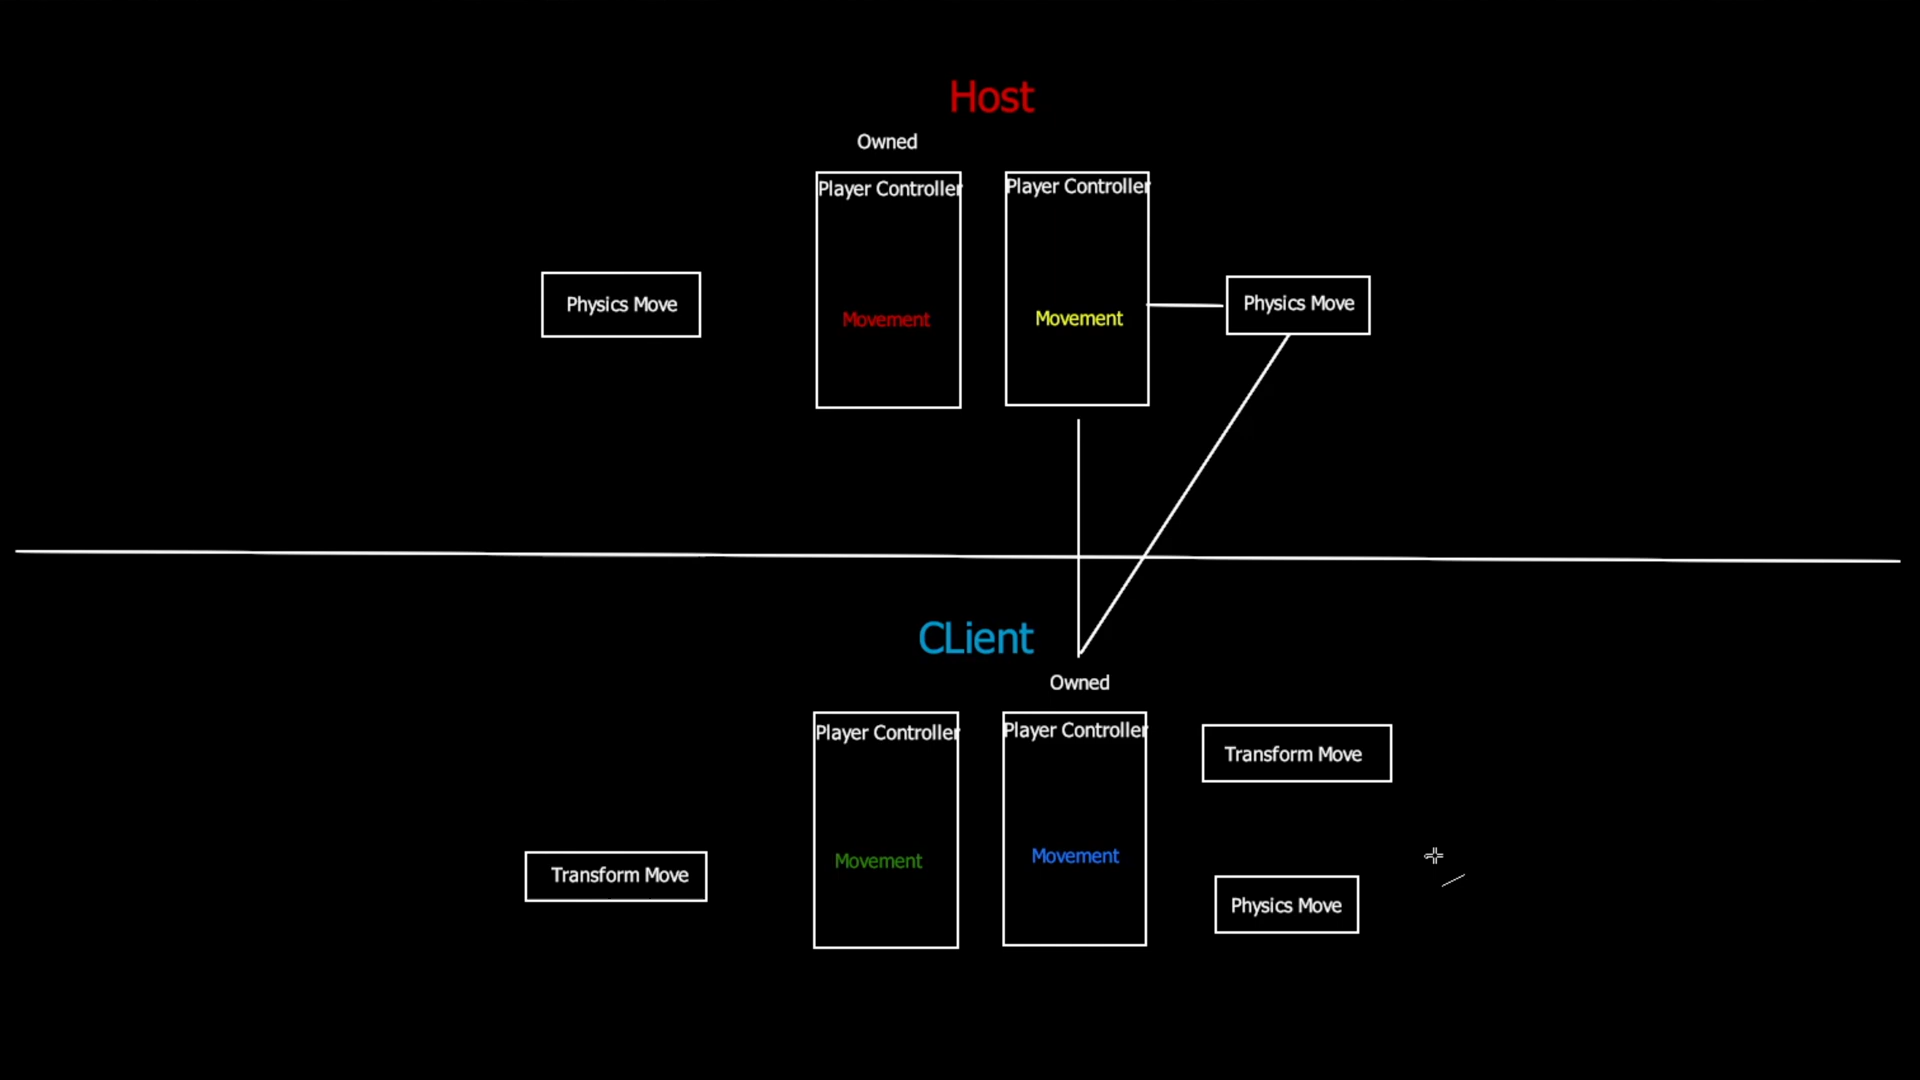 Host
Owned
Player Controller
Player Controller
Physics Move
Movement
Movement
Physics Move
CLient
Owned
Player Controller
Player Controller
Transform Move
Transform Move
Movement
Movement
Physics Move